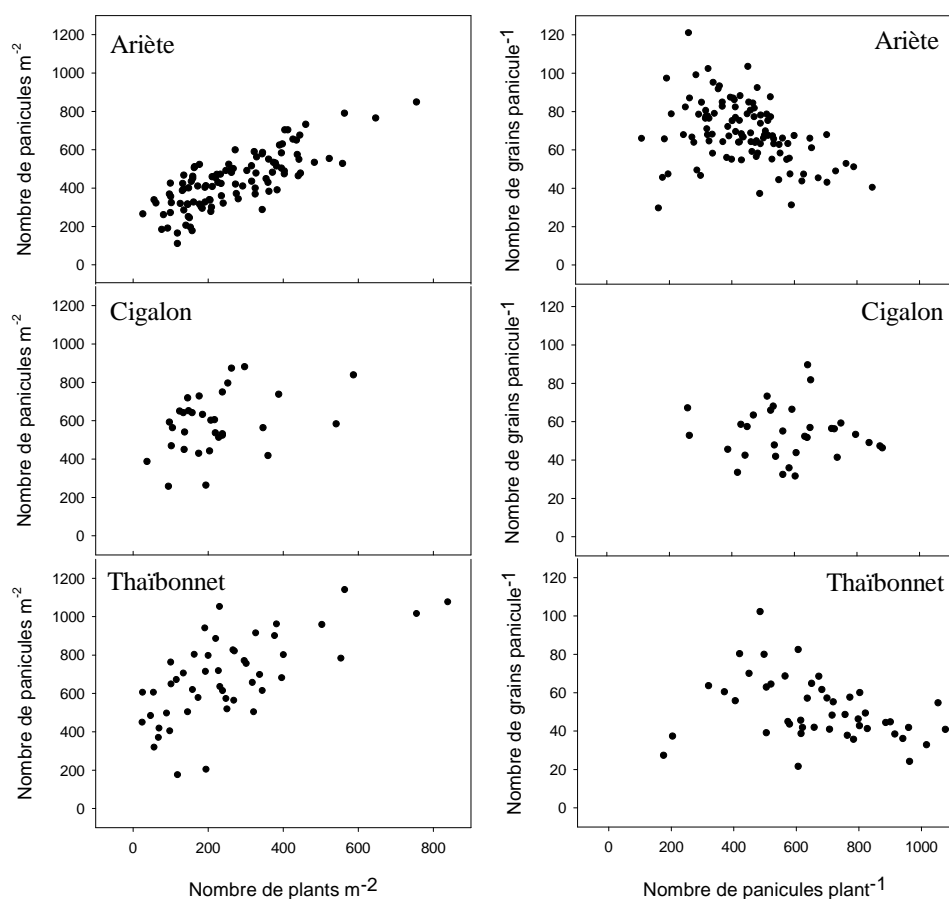 Ariète
Nombre de panicules m-2
1200
1000
800
600
400
200
0
Ariète
Nombre de grains panicule-1
120
100
80
60
40
20
0
Cigalon
1200
1000
800
600
400
200
0
Cigalon
Nombre de grains panicule-1
120
100
80
60
40
20
0
Thaïbonnet
Nombre de panicules m-2
1200
1000
800
600
400
200
0
0 200 400 600 800
Nombre de plants m-2
Thaïbonnet
Nombre de grains panicule-1
120
100
80
60
40
20
0
0 200 400 600 800 1000
Nombre de panicules plant-1
Nombre de panicules m-2